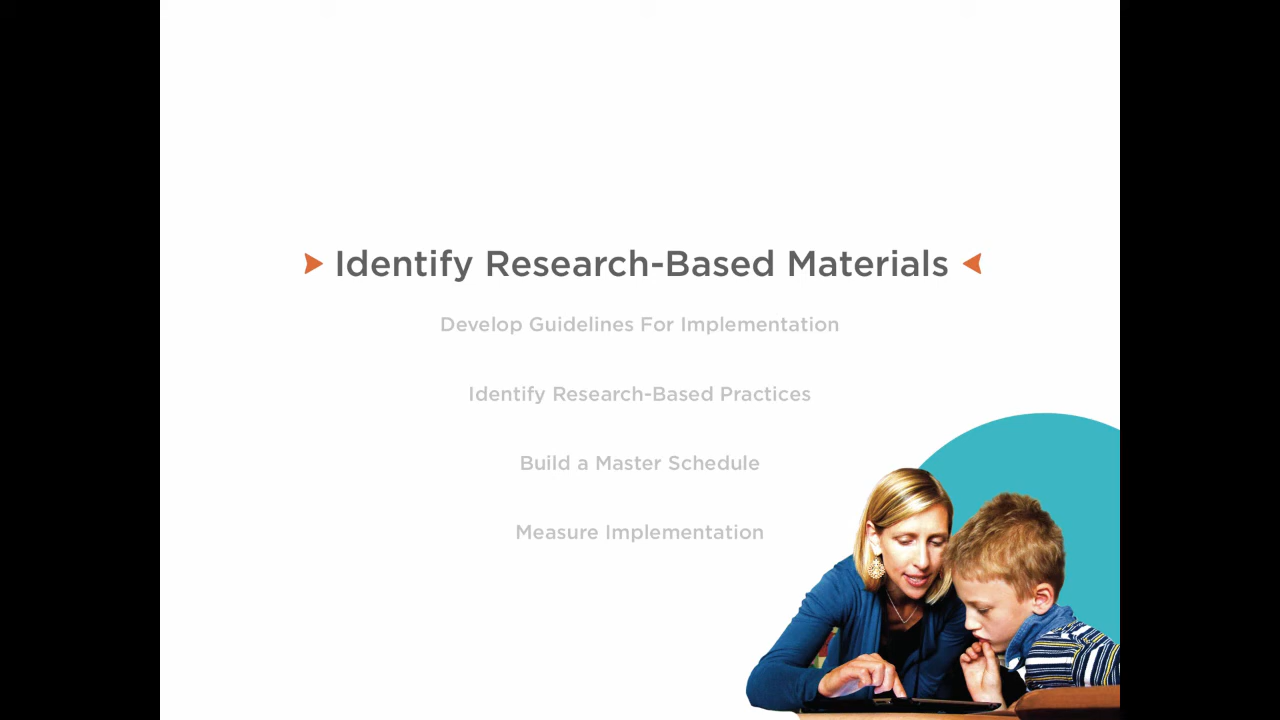 Identify Research-Based Materials
Develop Guidelines For Implementation
Identify Research-Based Practices
Build a Master Schedule
Measure Implementation